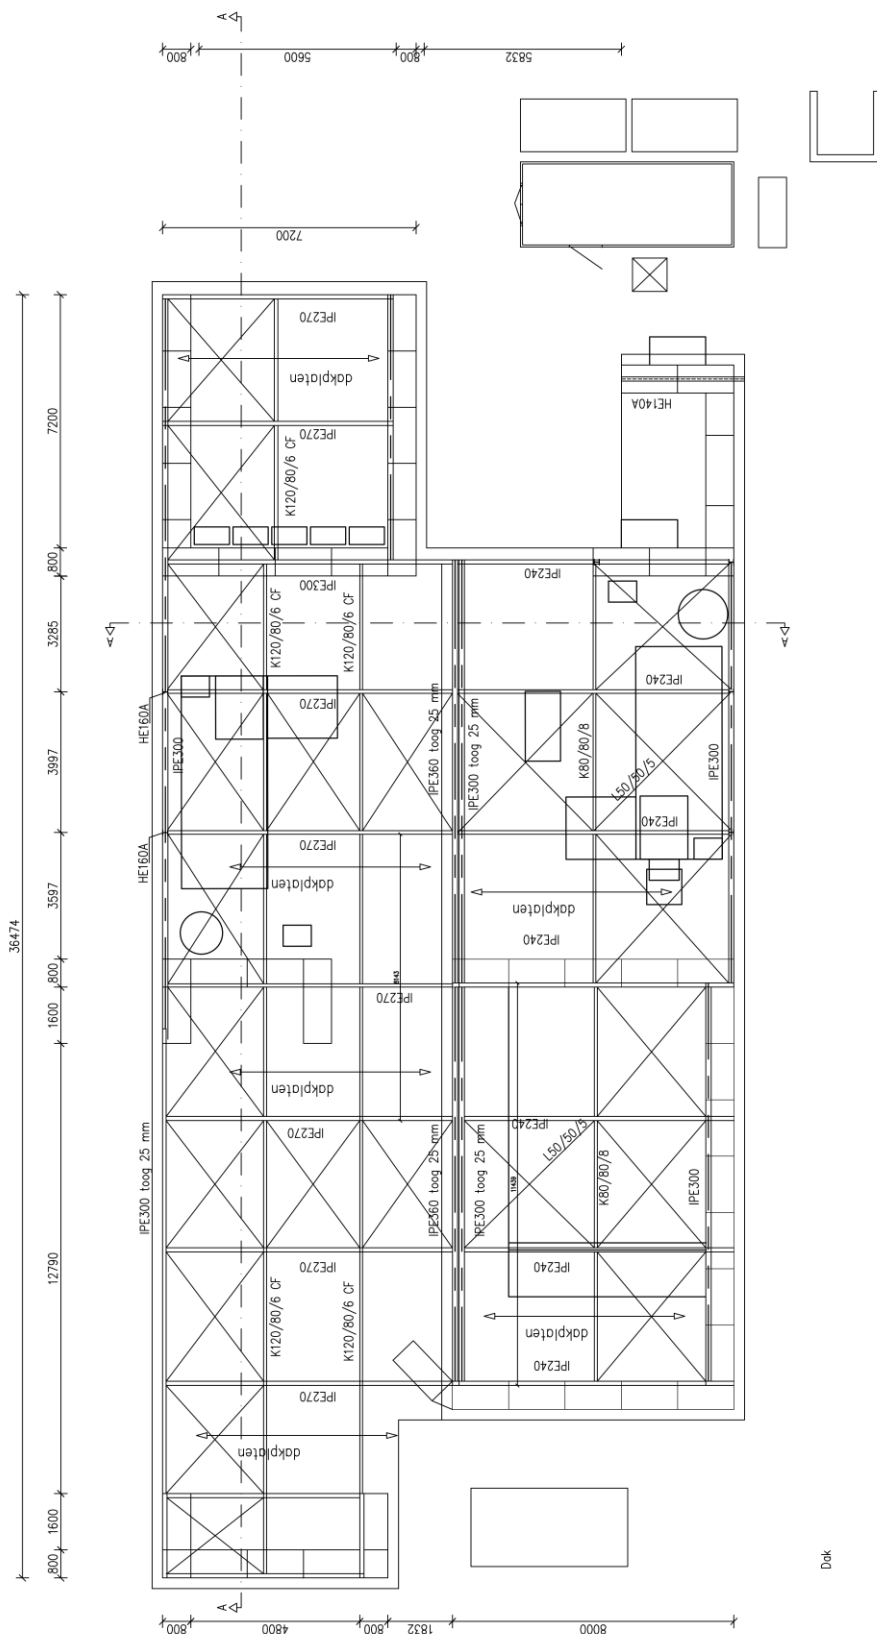 A
800
5600
800
5832
7200
36474
7200
800
3285
3997
3597
800
1600
12790
1600
800
IPE270
dakplaten
IPE270
K120/80/6 CF
HE140A
IPE300
K120/80/6 CF
K120/80/6 CF
IPE240
A
A
HE160A
IPE300
IPE270
IPE360 toog 25 mm
IPE300 toog 25 mm
K80/80/8
L50/50/5
IPE240
IPE300
IPE240
HE160A
IPE270
dakplaten
dakplaten
IPE240
8143
IPE270
dakplaten
IPE300 toog 25 mm
IPE270
IPE360 toog 25 mm
IPE300 toog 25 mm
IPE240
L50/50/5
11439
K80/80/8
IPE300
IPE270
K120/80/6 CF
K120/80/6 CF
IPE240
dakplaten
IPE240
IPE270
dakplaten
A
800
4800
800
1832
8000
Dak